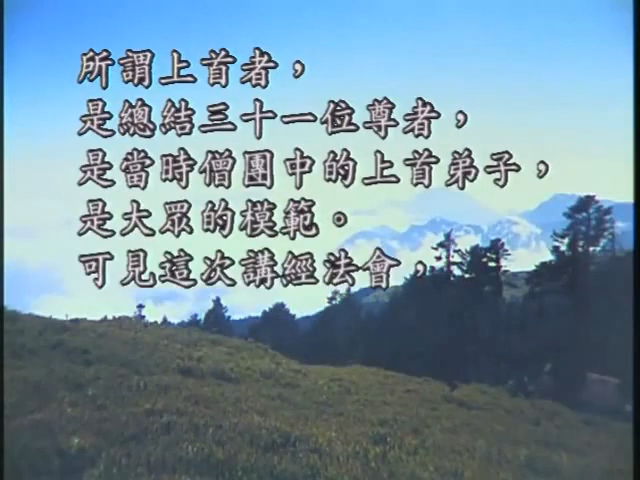 所謂上首者，
是總結三十一位尊者，
是當時僧團中的上首弟子，
是大眾的模範。
可見這次講經法會，